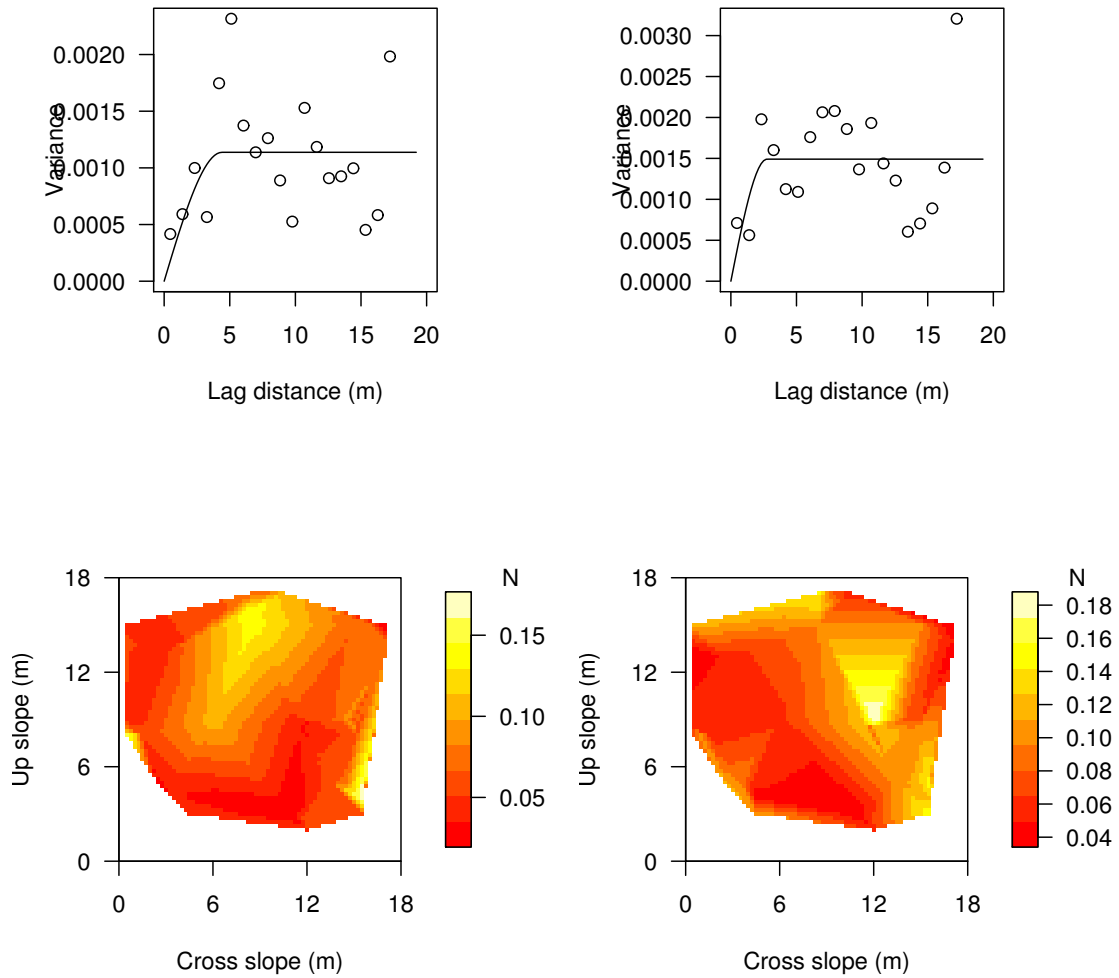 0.0020
0.0015
0.0010
0.0005
0.0000
Variance
0 5 10 15 20
Lag distance (m)
0.0030
0.0025
0.0020
0.0015
0.0010
0.0005
0.0000
Variance
0 5 10 15 20
Lag distance (m)
18
12
6
0
Up slope (m)
0 6 12 18
Cross slope (m)
N
0.15
0.10
0.05
18
12
6
0
Up slope (m)
0 6 12 18
Cross slope (m)
N
0.18
0.16
0.14
0.12
0.10
0.08
0.06
0.04